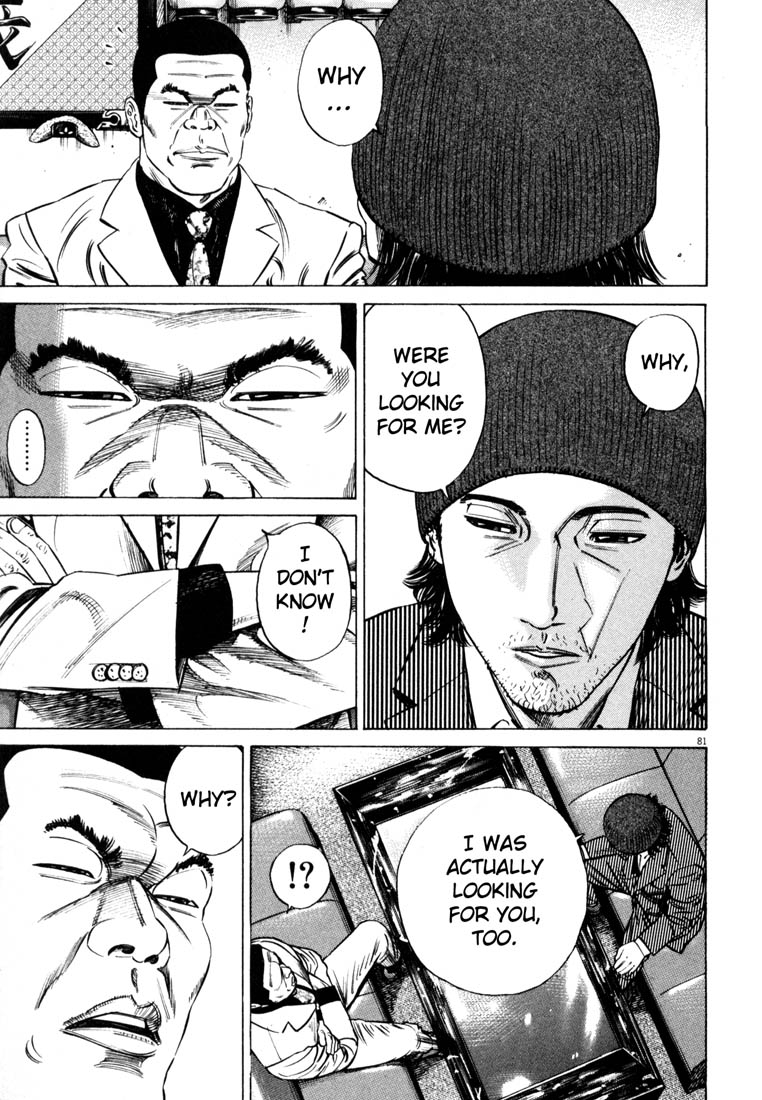 WHY
...
WHY,
WERE
YOU
LOOKING
FOR ME?
.........
I
DON'T
KNOW
!
81
I WAS
ACTUALLY
LOOKING
FOR YOU,
TOO.
!?
WHY?